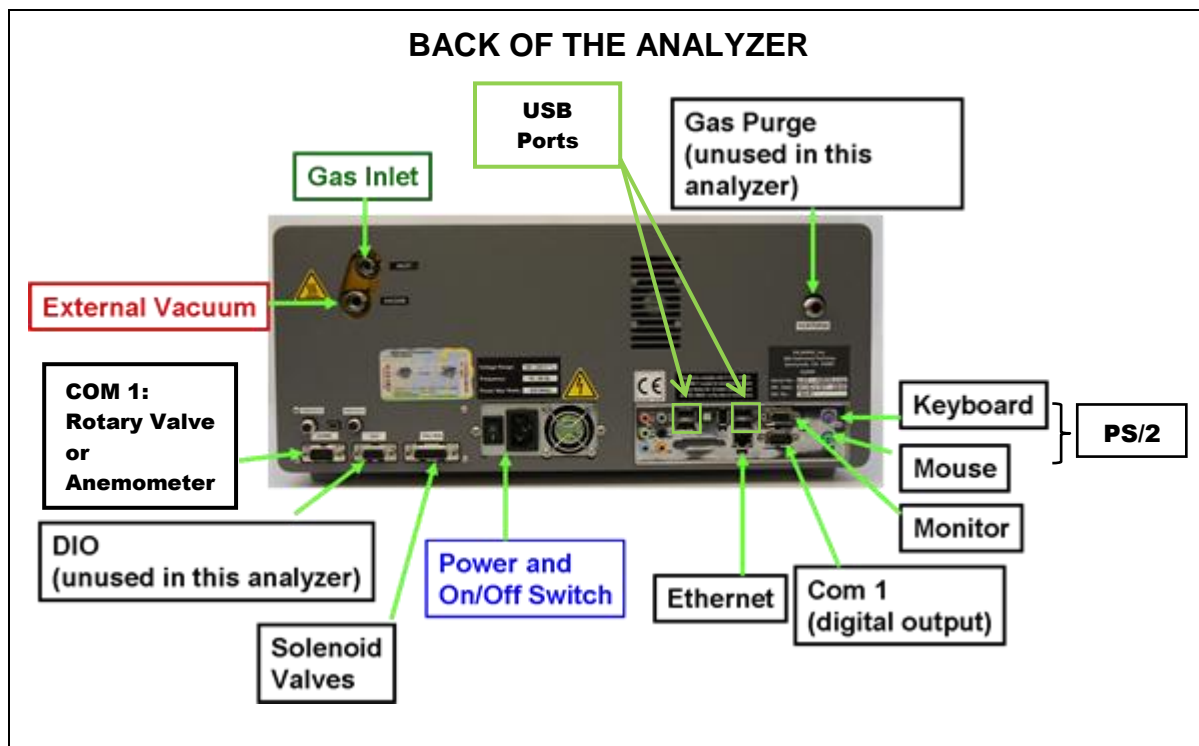 BACK OF THE ANALYZER
USB
Ports
Gas Purge
(unused in this
analyzer)
Gas Inlet
External Vacuum
COM 1:
Rotary Valve
or
Anemometer
Keyboard
PS/2
Mouse
Monitor
DIO
(unused in this analyzer)
Power and
On/Off Switch
Ethernet
Com 1
(digital output)
Solenoid
Valves
INLET
VACUUM
CE